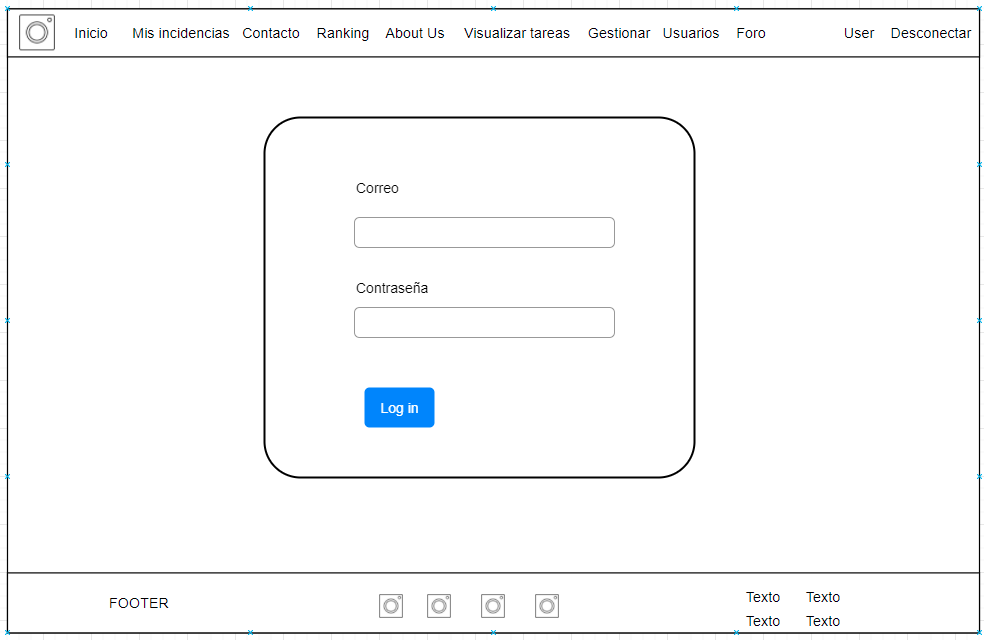 Inicio Mis incidencias Contacto Ranking About Us Visualizar tareas Gestionar Usuarios Foro User Desconectar
Correo
Contraseña
Log in
FOOTER
Texto Texto
Texto Texto